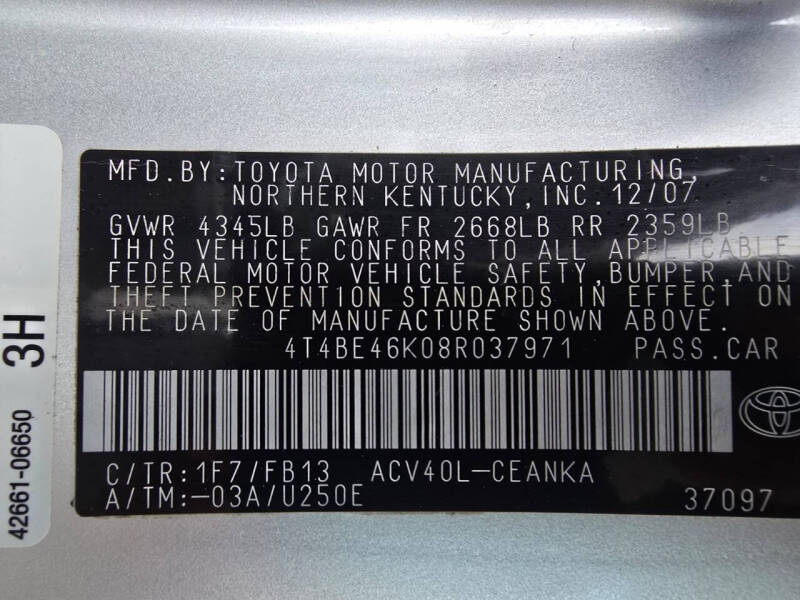 MFD.BY:TOYOTA MOTOR MANUFACTURING,
NORTHERN KENTUCKY,INC.12/07
GVWR 4345LB GAWR FR 2668LB RR 2359LB
THIS VEHICLE CONFORMS TO ALL APPLICABLE
FEDERAL MOTOR VEHICLE SAFETY,BUMPER,AND
THEFT PREVENTION STANDARDS IN EFFECT ON
THE DATE OF MANUFACTURE SHOWN ABOVE.
4T4BE46K08R037971 PASS.CAR
C/TR:1F7/FB13 ACV40L-CEANKA
A/TM:-03A/U250E 37097
42661-06650 3H